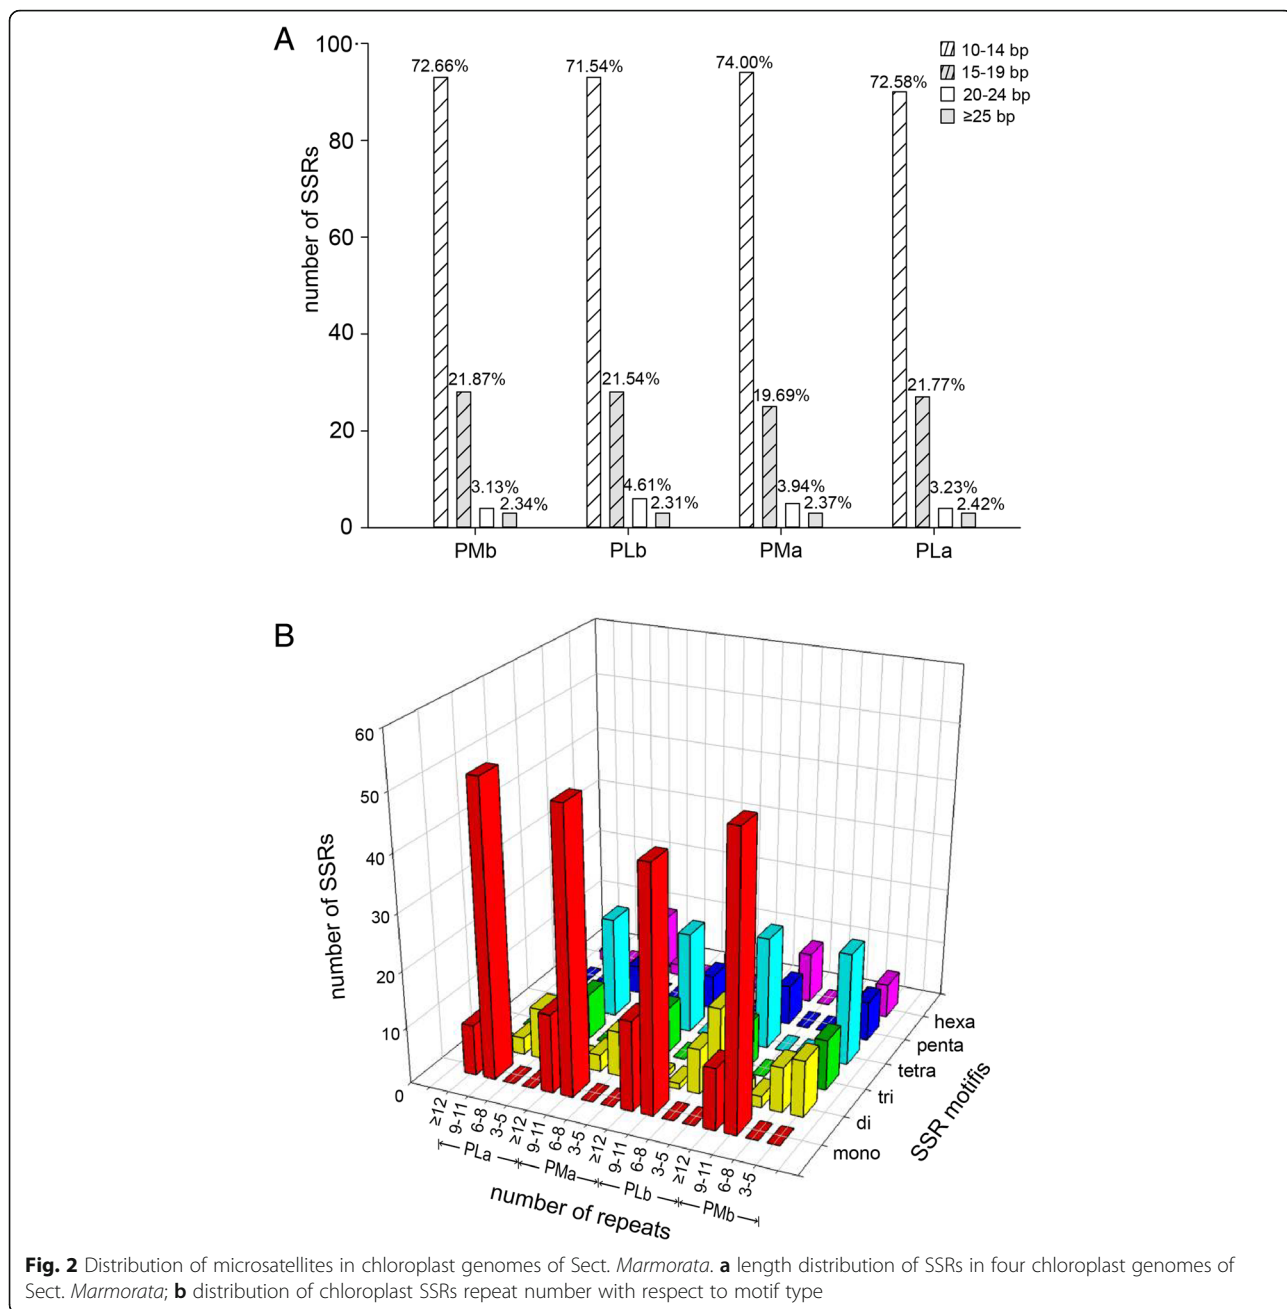 A
100
80
60
40
20
0
number of SSRs
10-14 bp
15-19 bp
20-24 bp
≥25 bp
72.66%
21.87%
3.13%
2.34%
71.54%
21.54%
4.61%
2.31%
74.00%
19.69%
3.94%
2.37%
72.58%
21.77%
3.23%
2.42%
PMb
PLb
PMa
PLa
B
60
50
40
30
20
10
0
number of SSRs
≥12
9-11
6-8
3-5
≥12
9-11
6-8
3-5
≥12
9-11
6-8
3-5
≥12
9-11
6-8
3-5
PLa
PMa
PLb
PMb
number of repeats
hexa
penta
tetra
tri
di
mono
SSR motifis
Fig. 2 Distribution of microsatellites in chloroplast genomes of Sect. Marmorata. a length distribution of SSRs in four chloroplast genomes of
Sect. Marmorata; b distribution of chloroplast SSRs repeat number with respect to motif type